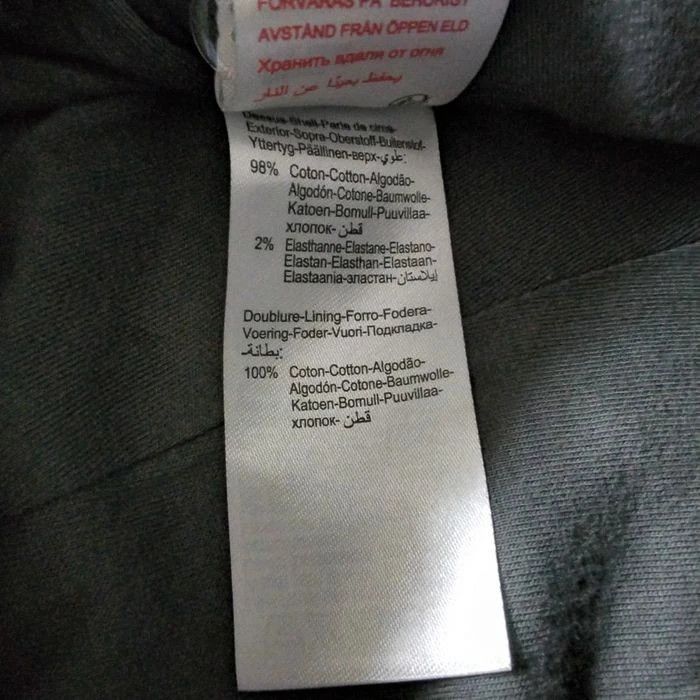 FÖRVARAS PÅ BEHÖRIGT
AVSTÅND FRÅN ÖPPEN ELD
Хранить вдали от огня
يحفظ بعيدًا عن النار
Dessus-Shell-Parte de cima-
Exterior-Sopra-Oberstoff-Buitenstof-
Yttertyg-Päällinen-верх-علوي:
98% Coton-Cotton-Algodão-
Algodón-Cotone-Baumwolle-
Katoen-Bomull-Puuvillaa-
хлопок-قطن
2% Elasthanne-Elastane-Elastano-
Elastan-Elasthan-Elastaan-
Elastaania-эластан-إيلاستان
Doublure-Lining-Forro-Fodera-
Voering-Foder-Vuori-Подкладка-
-بطانة:
100% Coton-Cotton-Algodão-
Algodón-Cotone-Baumwolle-
Katoen-Bomull-Puuvillaa-
хлопок-قطن